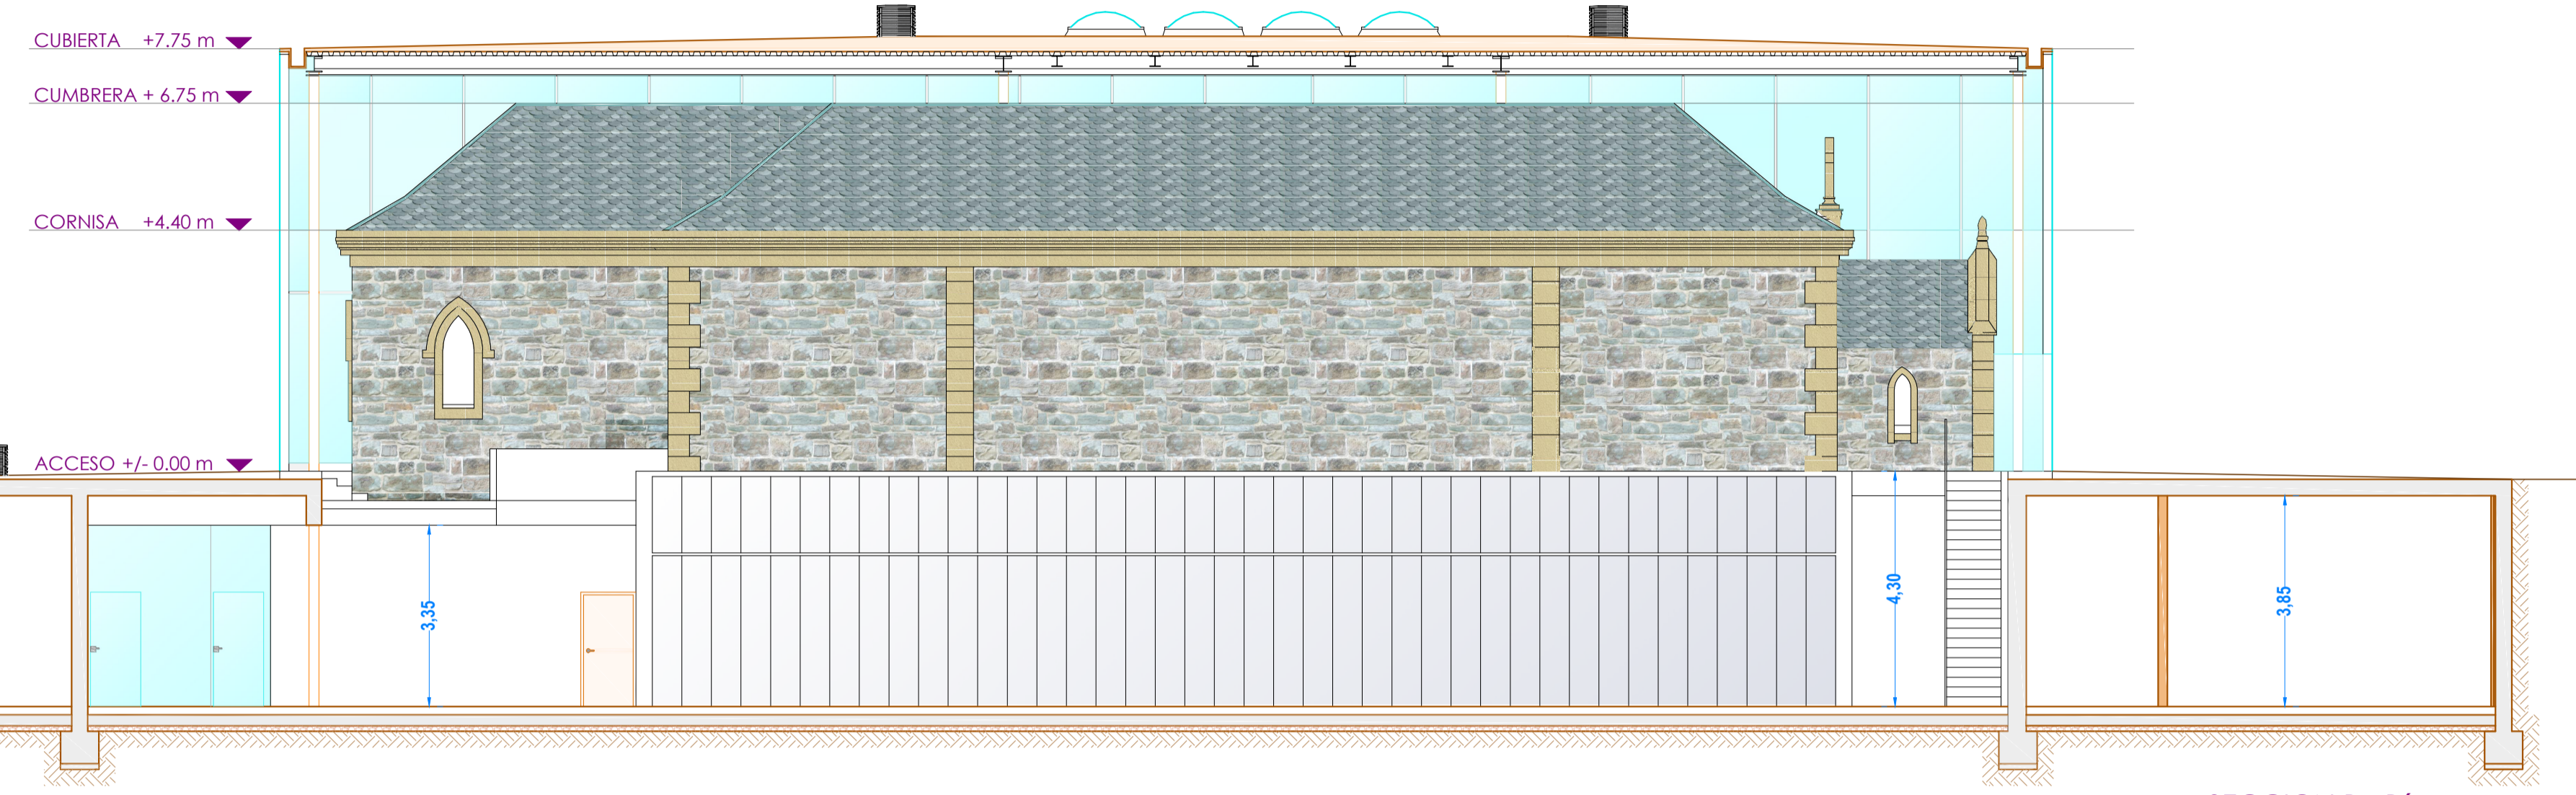 CUBIERTA +7.75 m
CUMBRERA + 6.75 m
CORNISA +4.40 m
ACCESO +/- 0.00 m
3,35
4,30
3,85